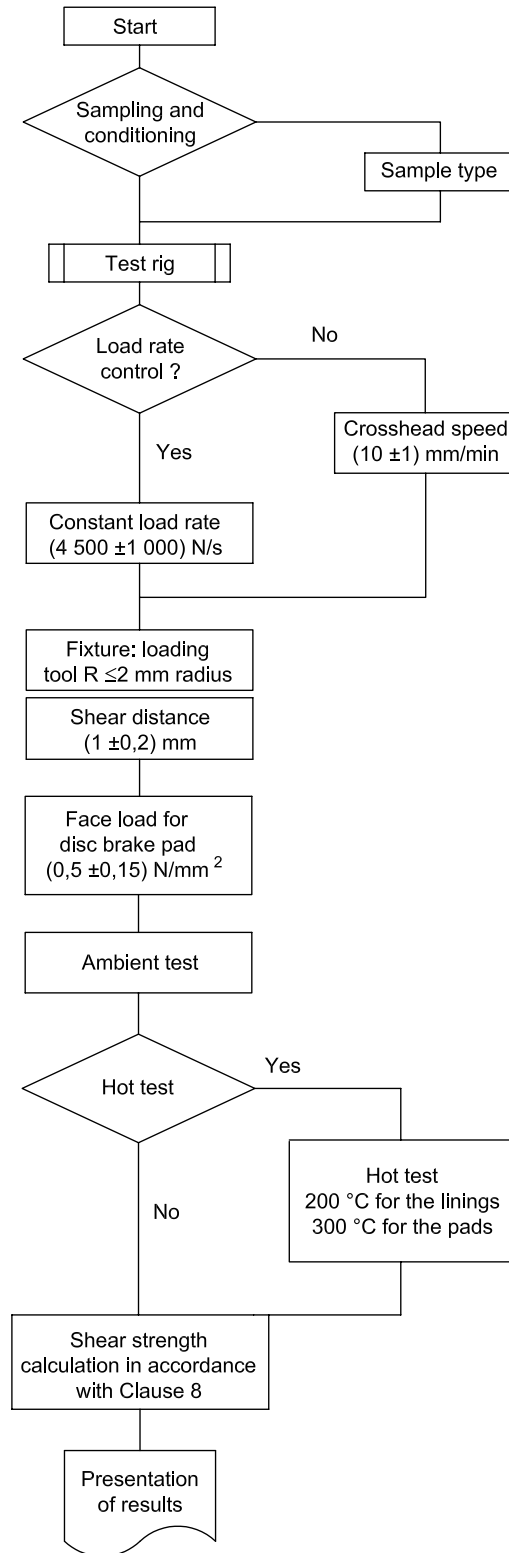 Start
Sampling and
conditioning
Sample type
Test rig
Load rate
control ?
No
Yes
Crosshead speed
(10 ±1) mm/min
Constant load rate
(4 500 ±1 000) N/s
Fixture: loading
tool R ≤2 mm radius
Shear distance
(1 ±0,2) mm
Face load for
disc brake pad
(0,5 ±0,15) N/mm 2
Ambient test
Hot test
Yes
No
Hot test
200 °C for the linings
300 °C for the pads
Shear strength
calculation in accordance
with Clause 8
Presentation
of results